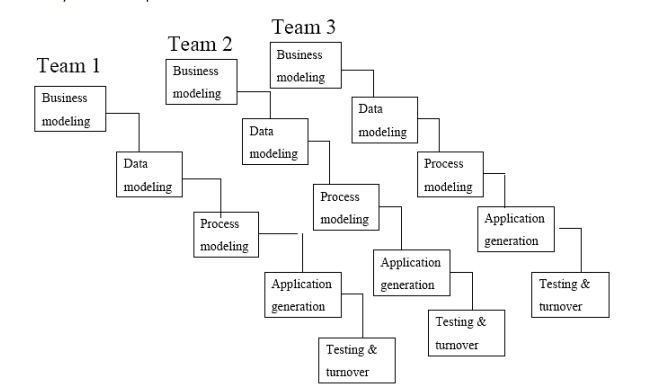 Team 1
Business
modeling
Data
modeling
Process
modeling
Application
generation
Testing &
turnover
Team 2
Business
modeling
Data
modeling
Process
modeling
Application
generation
Testing &
turnover
Team 3
Business
modeling
Data
modeling
Process
modeling
Application
generation
Testing &
turnover